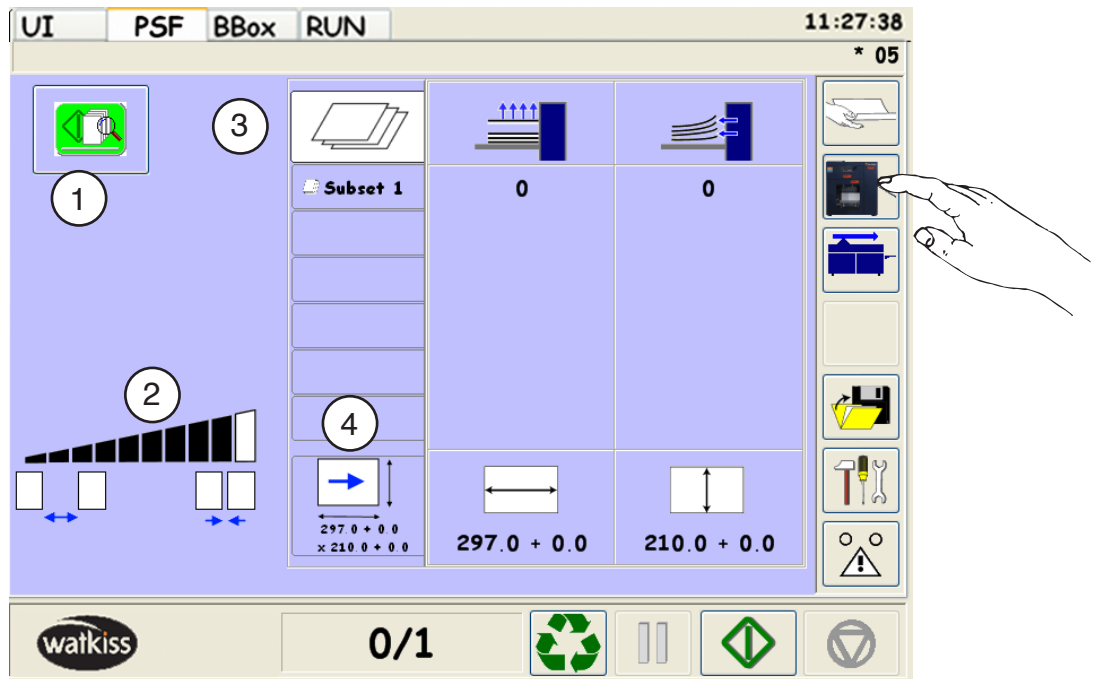 UI PSF BBox RUN 11:27:38
* 05
1
3
Subset 1 0 0
2
4
297.0 + 0.0
x 210.0 + 0.0
297.0 + 0.0 210.0 + 0.0
watkiss 0/1